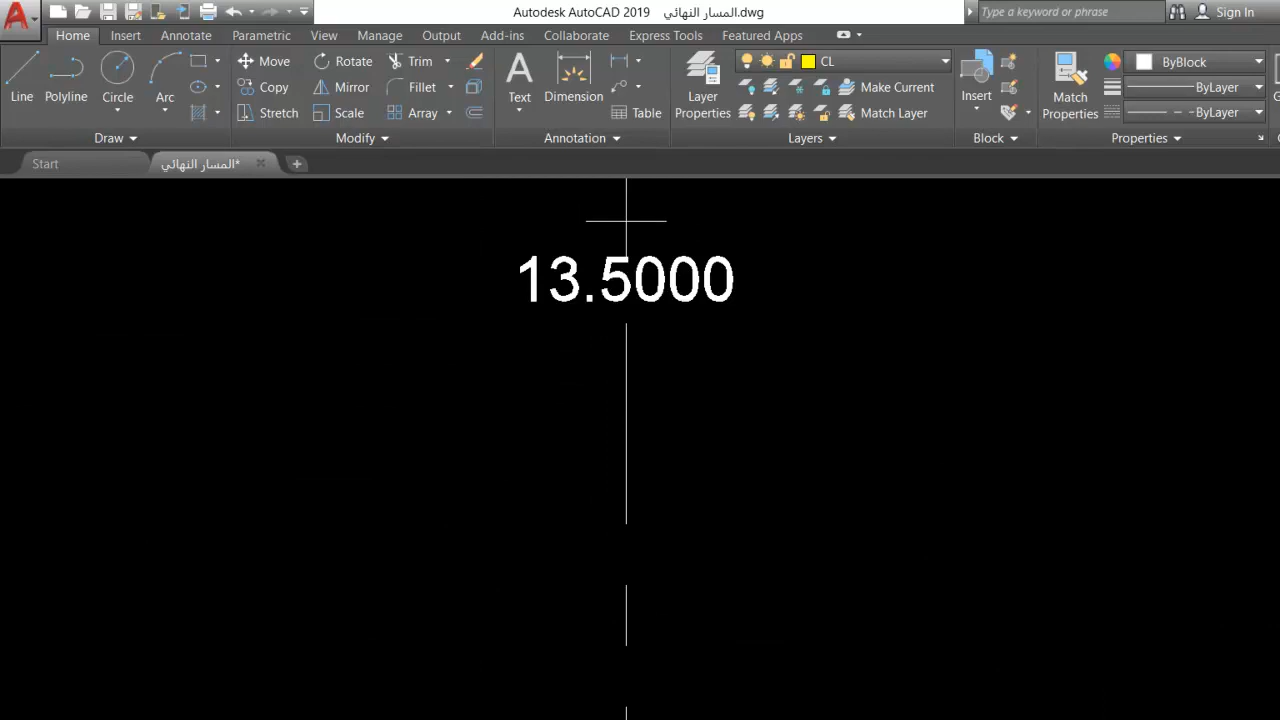 Autodesk AutoCAD 2019 المسار النهائي.dwg
Type a keyword or phrase
Sign In
Home Insert Annotate Parametric View Manage Output Add-ins Collaborate Express Tools Featured Apps
Line
Polyline
Circle
Arc
Draw
Move
Rotate
Trim
Copy
Mirror
Fillet
Stretch
Scale
Array
Modify
Text
Dimension
Table
Annotation
Layer
Properties
CL
Make Current
Match Layer
Layers
Insert
Block
Match
Properties
ByBlock
ByLayer
ByLayer
Properties
Start
المسار النهائي*
13.5000